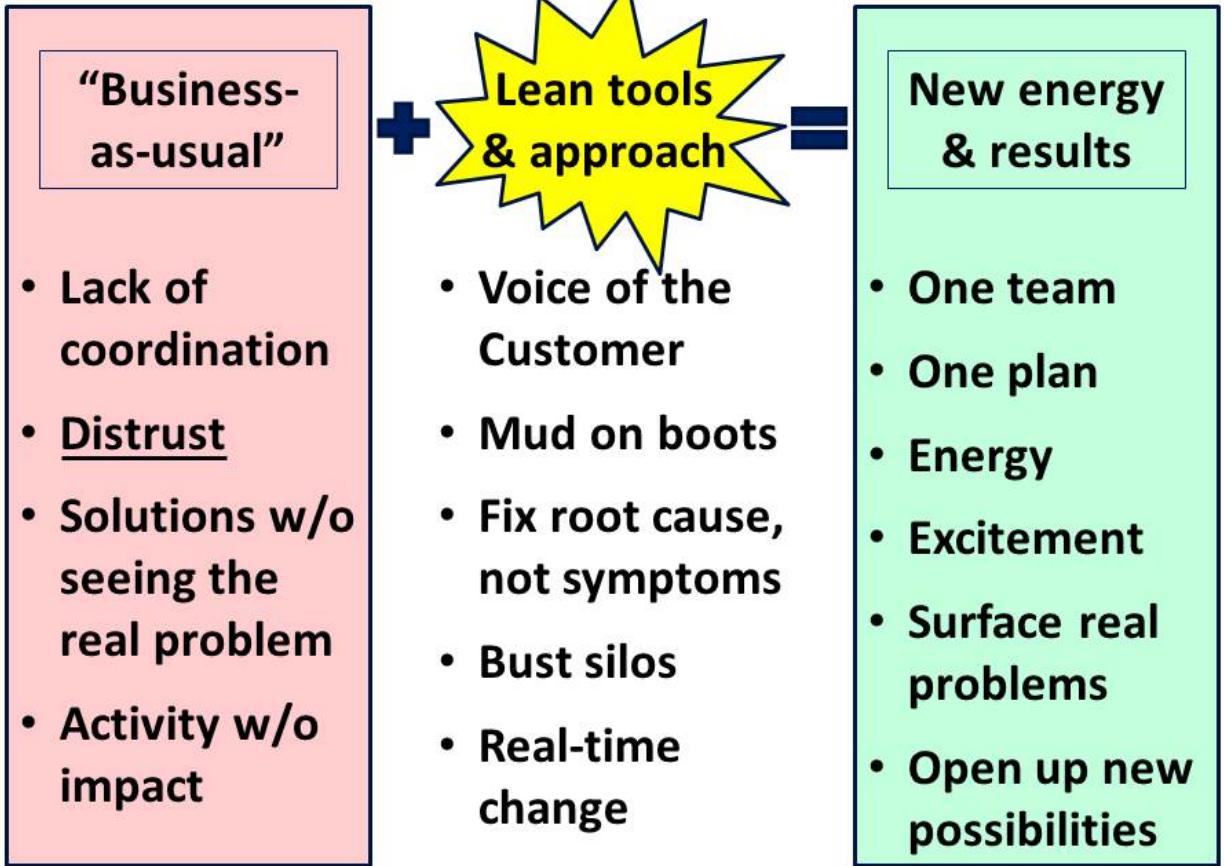 “Business-
as-usual”
• Lack of
coordination
• Distrust
• Solutions w/o
seeing the
real problem
• Activity w/o
impact
+
Lean tools
& approach
• Voice of the
Customer
• Mud on boots
• Fix root cause,
not symptoms
• Bust silos
• Real-time
change
=
New energy
& results
• One team
• One plan
• Energy
• Excitement
• Surface real
problems
• Open up new
possibilities